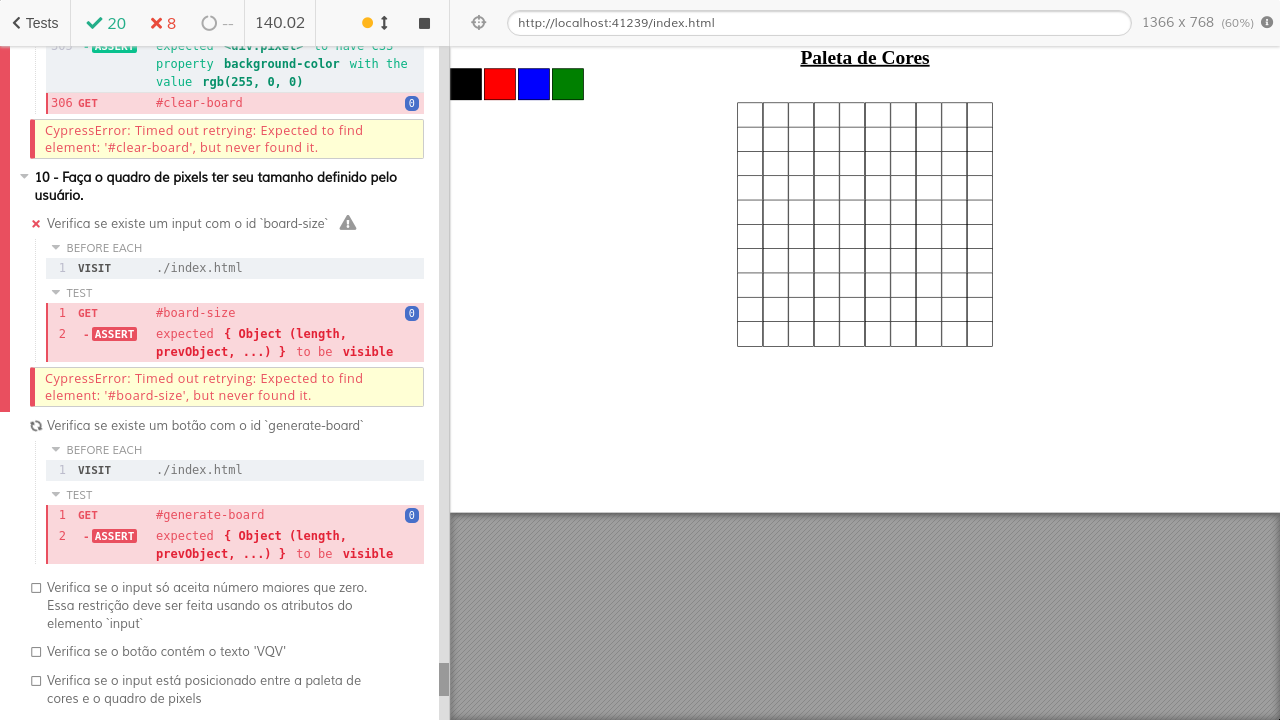 Tests
20
8
--
140.02
http://localhost:41239/index.html
1366 x 768 (60%)
305 - ASSERT expected <div.pixel> to have CSS
property background-color with the
value rgb(255, 0, 0)
306 GET #clear-board 0
CypressError: Timed out retrying: Expected to find
element: '#clear-board', but never found it.
10 - Faça o quadro de pixels ter seu tamanho definido pelo
usuário.
Verifica se existe um input com o id `board-size`
BEFORE EACH
1 VISIT ./index.html
TEST
1 GET #board-size 0
2 - ASSERT expected { Object (length,
prevObject, ...) } to be visible
CypressError: Timed out retrying: Expected to find
element: '#board-size', but never found it.
Verifica se existe um botão com o id `generate-board`
BEFORE EACH
1 VISIT ./index.html
TEST
1 GET #generate-board 0
2 - ASSERT expected { Object (length,
prevObject, ...) } to be visible
Verifica se o input só aceita número maiores que zero.
Essa restrição deve ser feita usando os atributos do
elemento `input`
Verifica se o botão contém o texto 'VQV'
Verifica se o input está posicionado entre a paleta de
cores e o quadro de pixels
Paleta de Cores